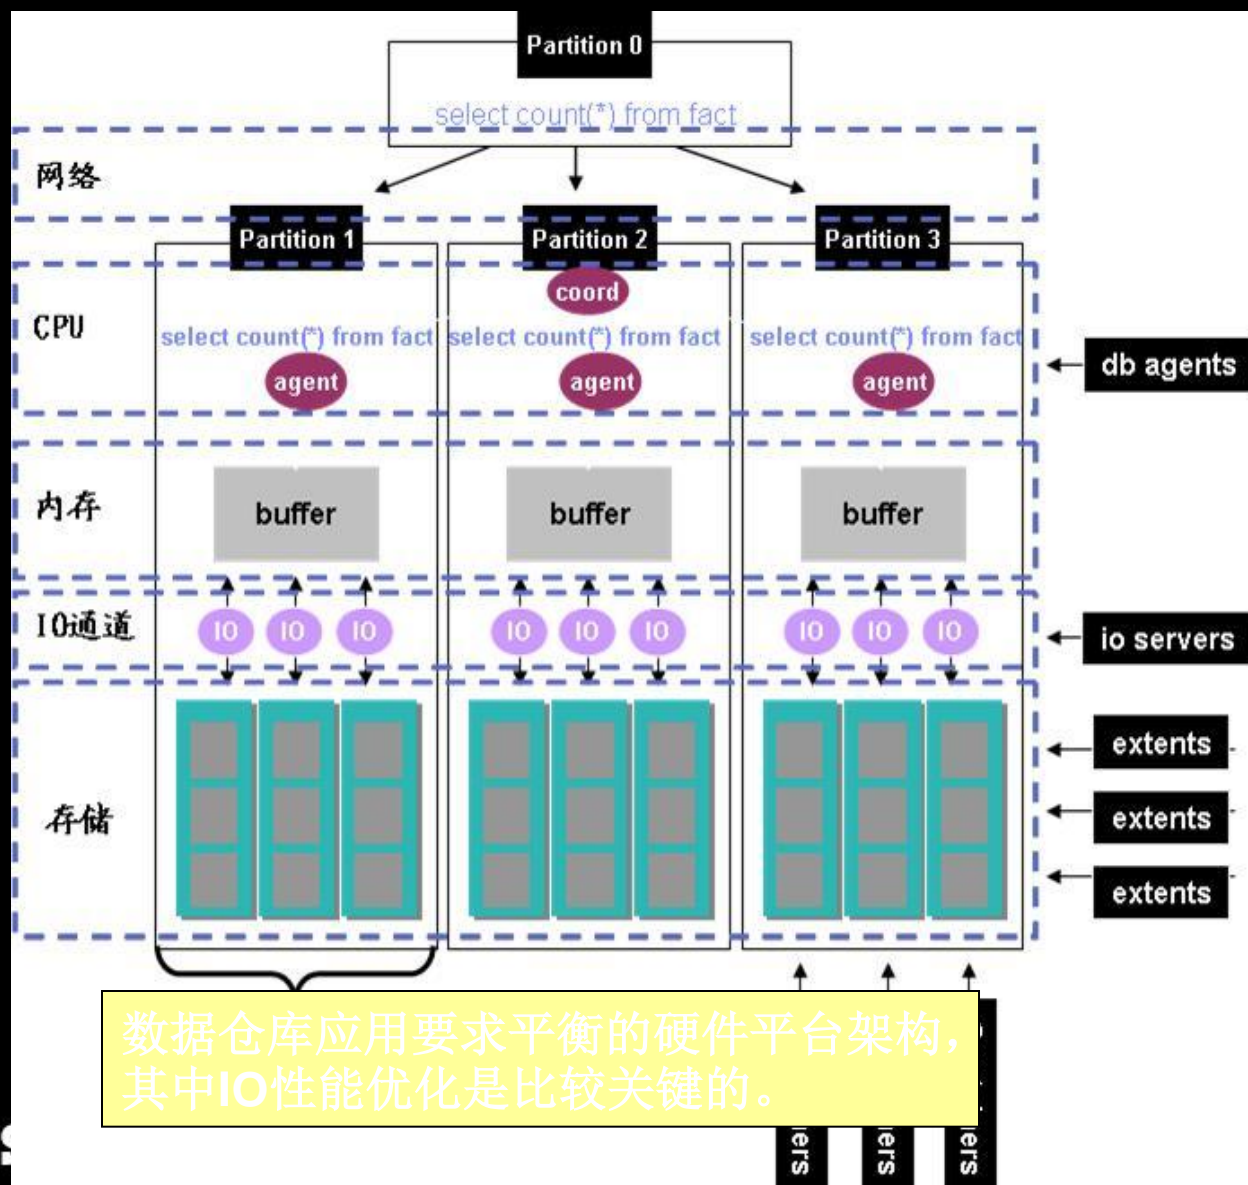 Partition 0
select count(*) from fact
网络
Partition 1
Partition 2
Partition 3
coord
CPU
select count(*) from fact
select count(*) from fact
select count(*) from fact
agent
agent
agent
db agents
内存
buffer
buffer
buffer
IO通道
IO
IO
IO
IO
IO
IO
IO
IO
IO
io servers
存储
extents
extents
extents
数据仓库应用要求平衡的硬件平台架构，
其中IO性能优化是比较关键的。